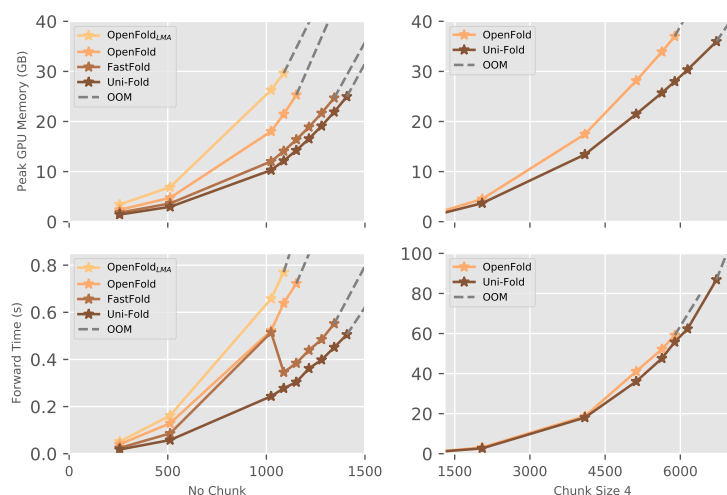 40
30
20
10
0
Peak GPU Memory (GB)
OpenFold_LMA
OpenFold
FastFold
Uni-Fold
OOM
40
30
20
10
0
OpenFold
Uni-Fold
OOM
0.8
0.6
0.4
0.2
0.0
Forward Time (s)
OpenFold_LMA
OpenFold
FastFold
Uni-Fold
OOM
0
500
1000
1500
No Chunk
100
80
60
40
20
0
OpenFold
Uni-Fold
OOM
1500
3000
4500
6000
Chunk Size 4